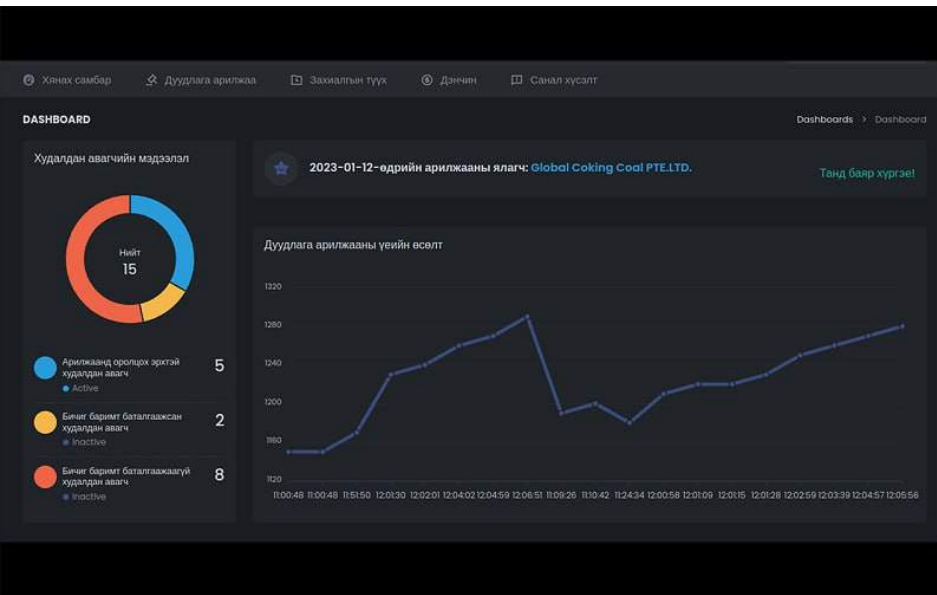 Хянах самбар
Дуудлага арилжаа
Захиалгын түүх
Дэнчин
Санал хүсэлт
DASHBOARD
Dashboards > Dashboard
Худалдан авагчийн мэдээлэл
Нийт
15
Арилжаанд оролцох эрхтэй
худалдан авагч
5
Active
Бичиг баримт баталгаажсан
худалдан авагч
2
Inactive
Бичиг баримт баталгаажаагүй
худалдан авагч
8
Inactive
2023-01-12-өдрийн арилжааны ялагч: Global Coking Coal PTE.LTD.
Танд баяр хүргэе!
Дуудлага арилжааны үеийн өсөлт
1320
1280
1240
1200
1160
1120
11:00:48 11:00:48 11:51:50 12:01:30 12:02:01 12:04:02 12:04:59 12:06:51 11:09:26 11:10:42 11:24:34 12:00:58 12:01:09 12:01:15 12:01:28 12:02:59 12:03:39 12:04:57 12:05:56